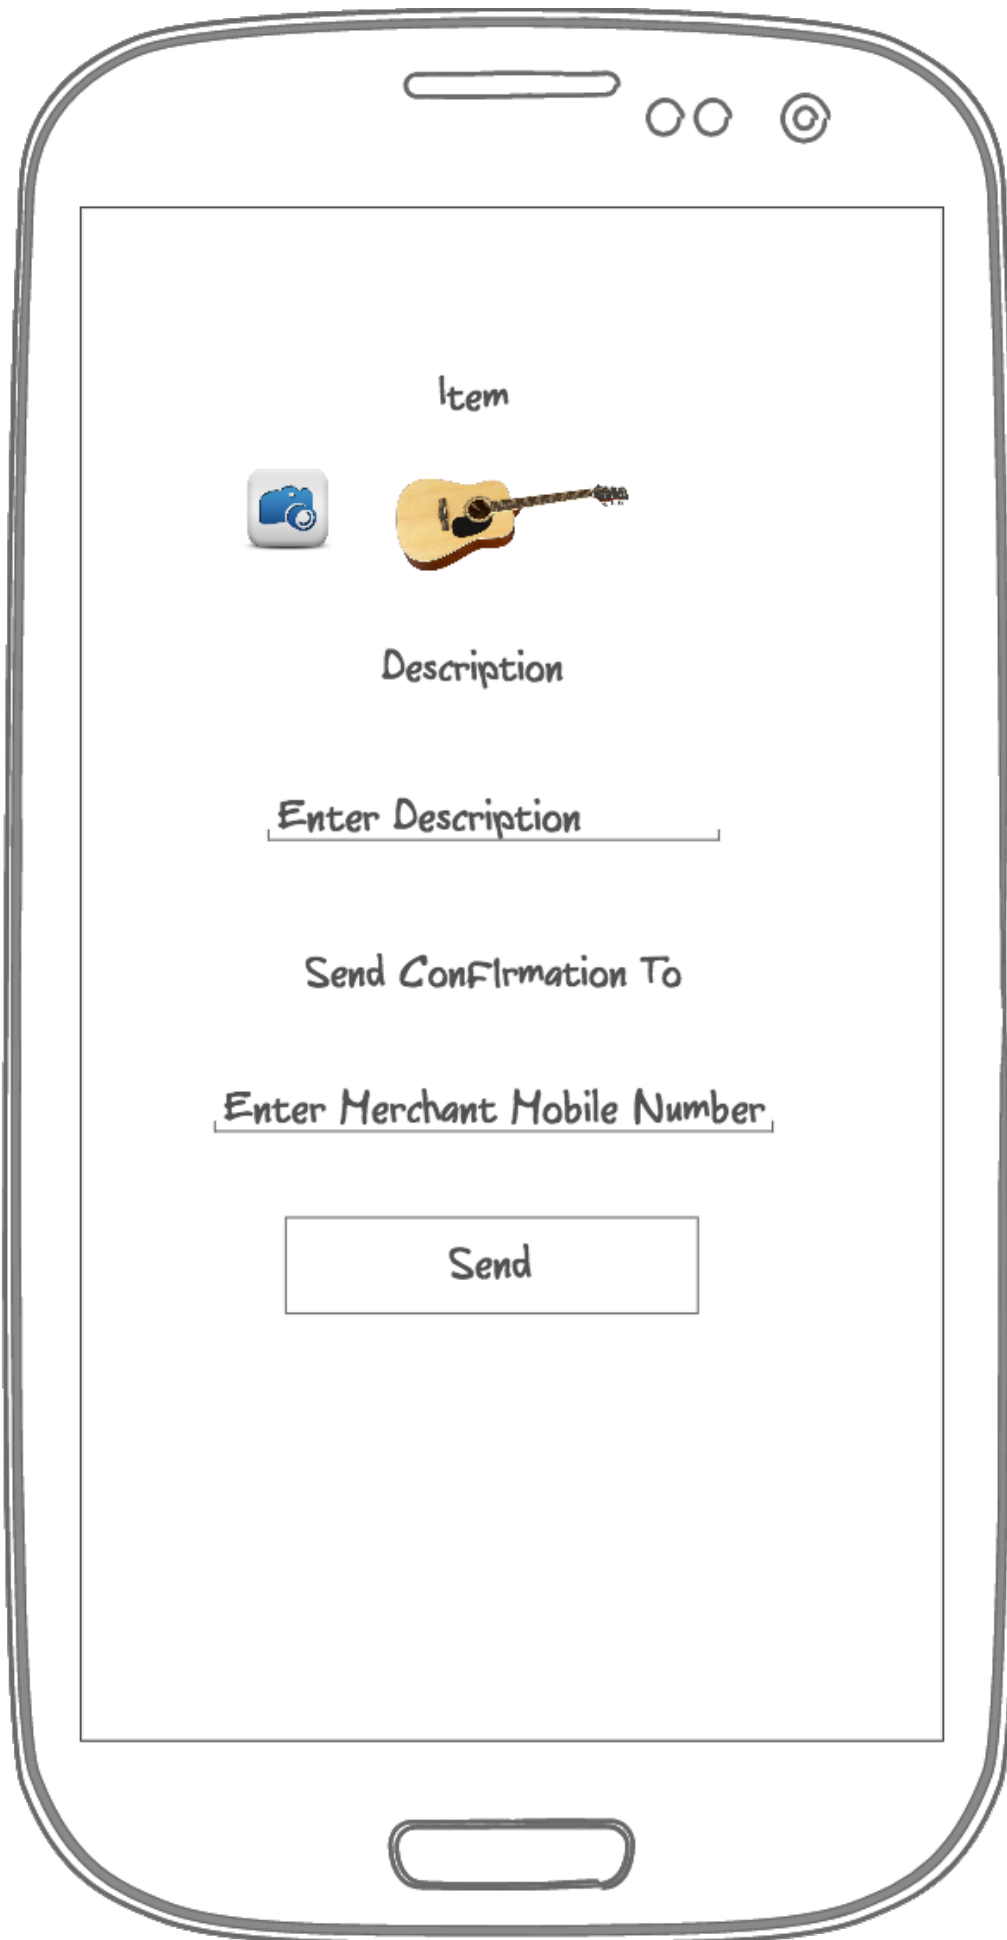 Item
Description
Enter Description
Send ConFIrmation To
Enter Merchant Mobile Number
Send